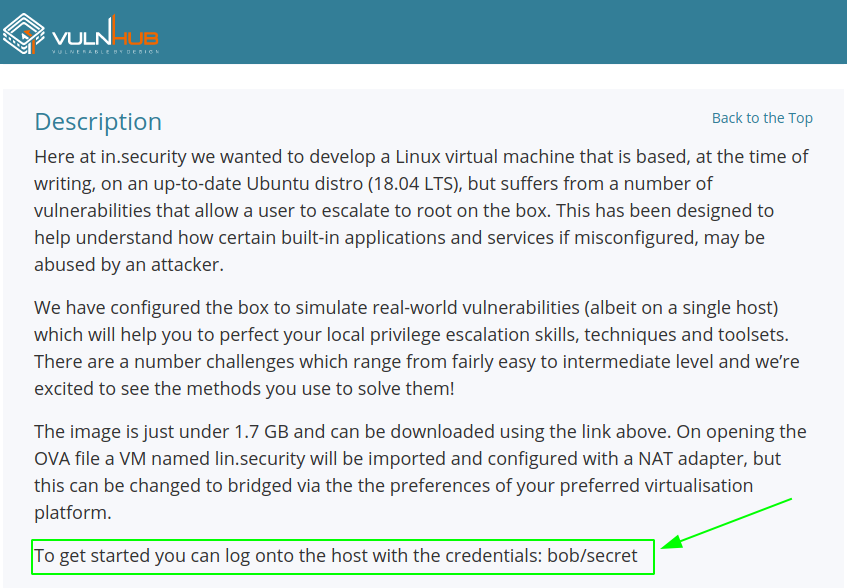 VULNHUB
VULNERABLE BY DESIGN
Description
Back to the Top
Here at in.security we wanted to develop a Linux virtual machine that is based, at the time of
writing, on an up-to-date Ubuntu distro (18.04 LTS), but suffers from a number of
vulnerabilities that allow a user to escalate to root on the box. This has been designed to
help understand how certain built-in applications and services if misconfigured, may be
abused by an attacker.
We have configured the box to simulate real-world vulnerabilities (albeit on a single host)
which will help you to perfect your local privilege escalation skills, techniques and toolsets.
There are a number challenges which range from fairly easy to intermediate level and we’re
excited to see the methods you use to solve them!
The image is just under 1.7 GB and can be downloaded using the link above. On opening the
OVA file a VM named lin.security will be imported and configured with a NAT adapter, but
this can be changed to bridged via the the preferences of your preferred virtualisation
platform.
To get started you can log onto the host with the credentials: bob/secret